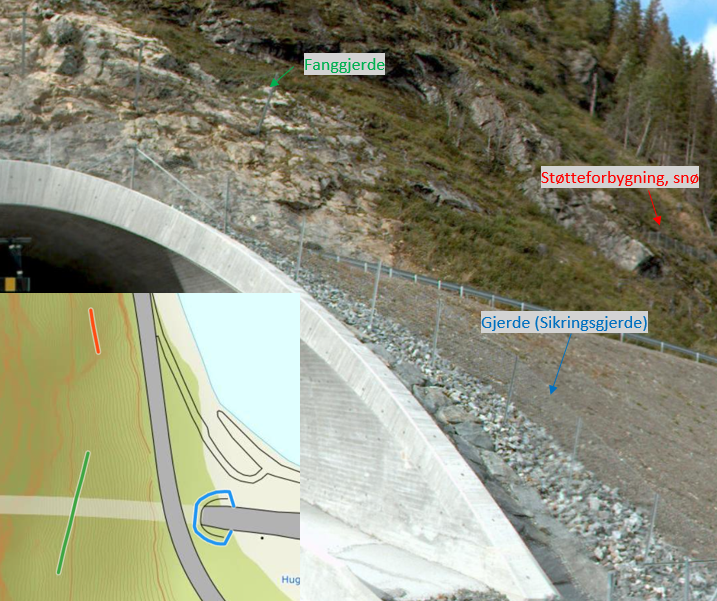 Fanggjerde
Støtteforbygning, snø
Gjerde (Sikringsgjerde)
Hug